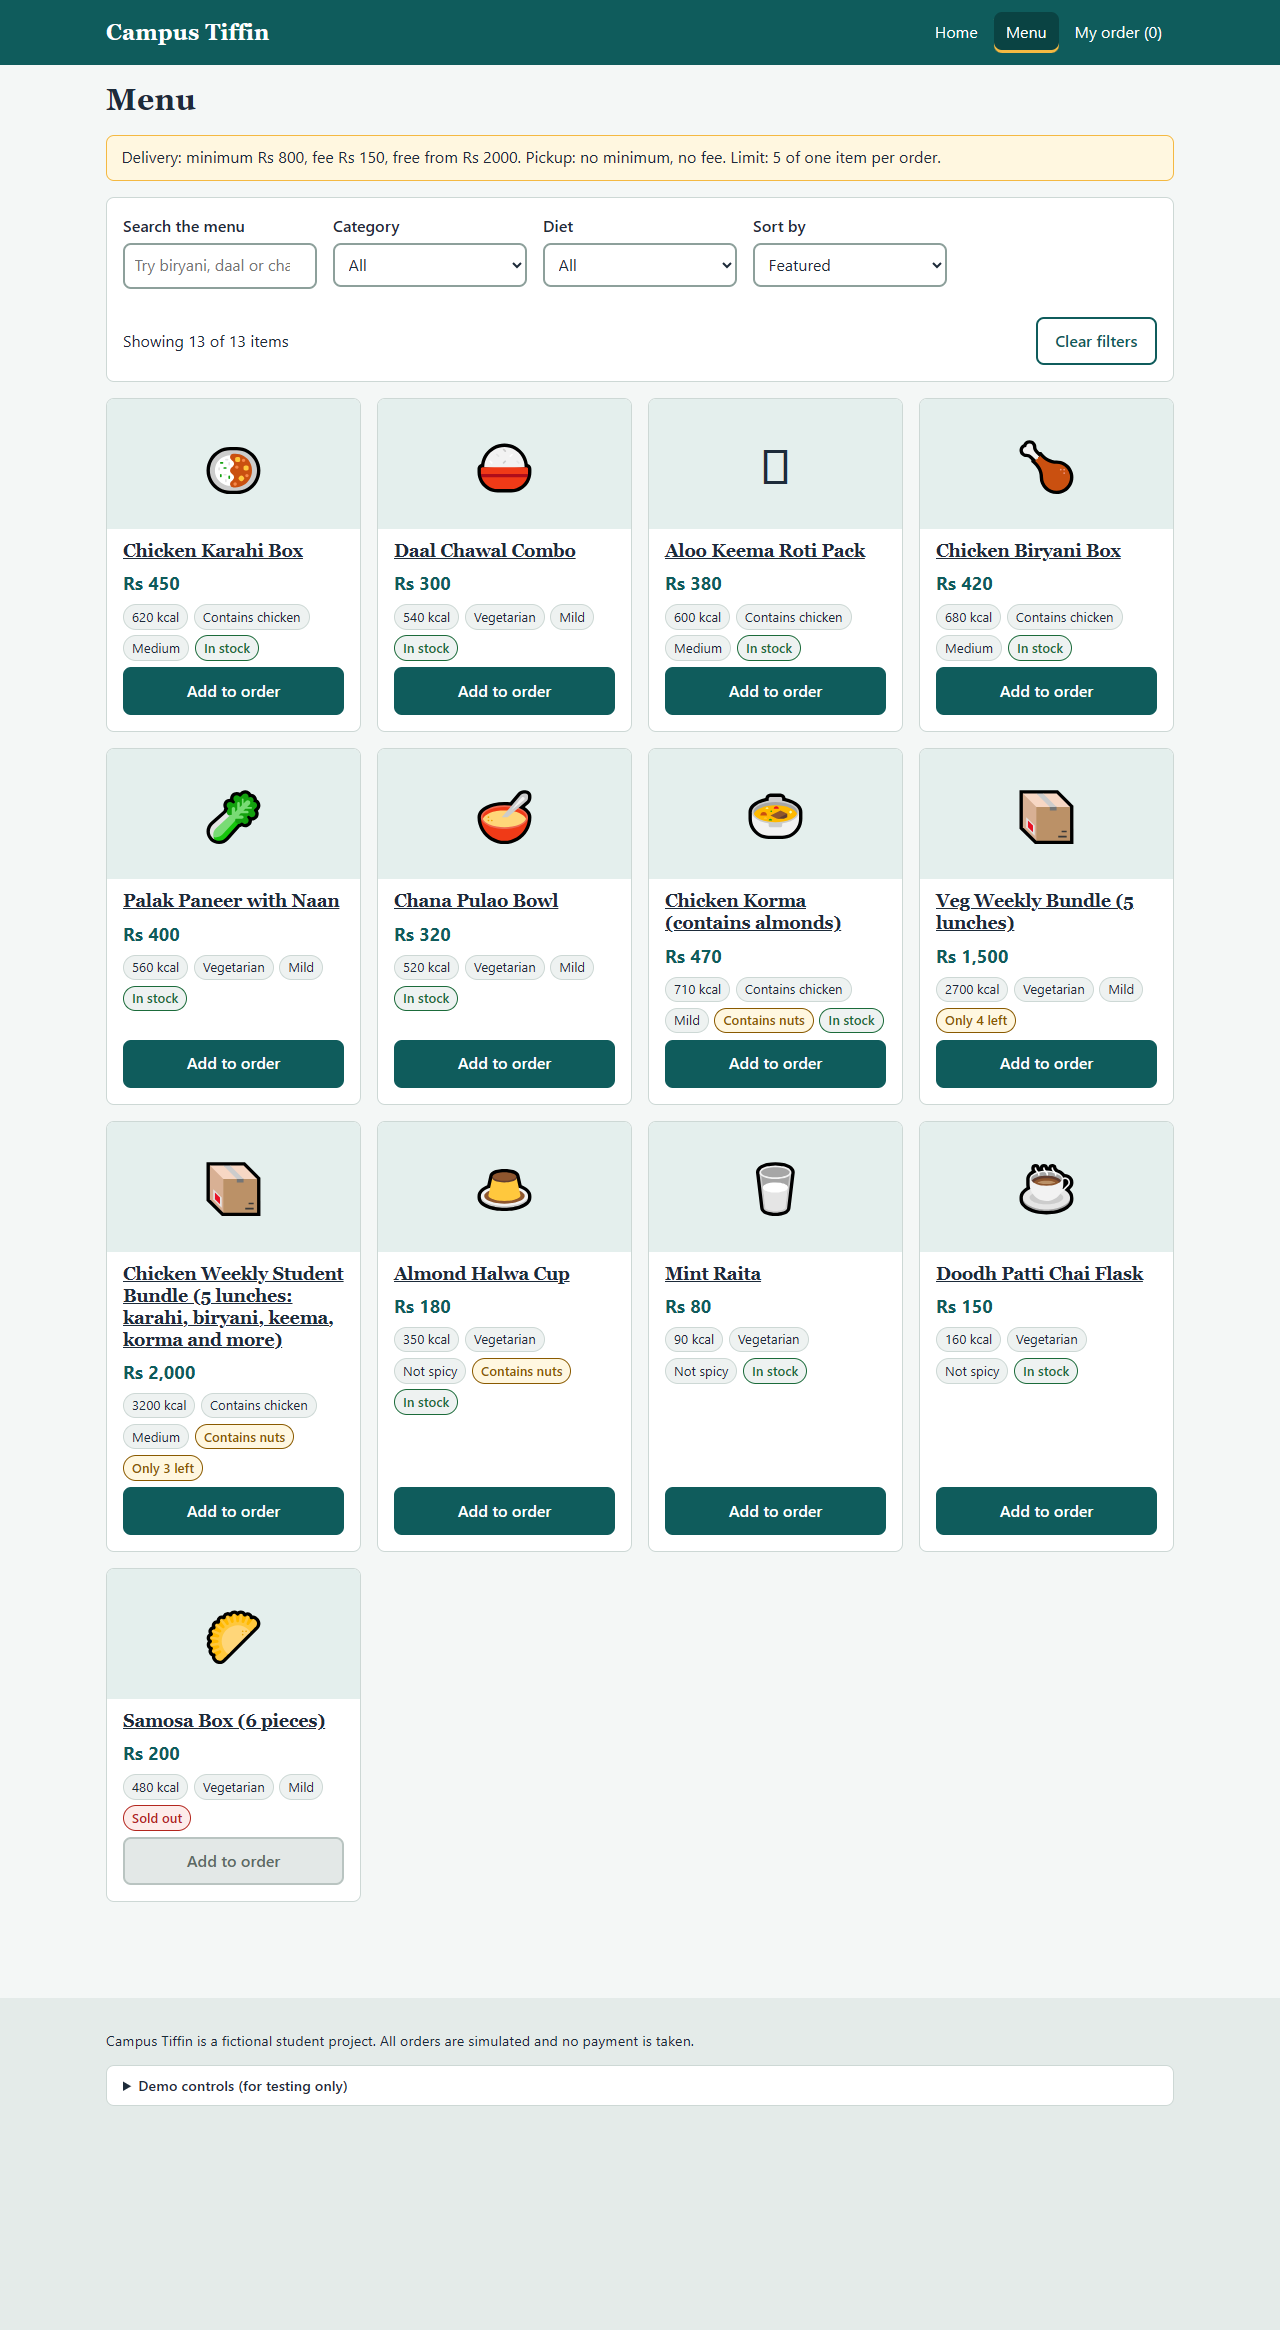 Campus Tiffin
Home
Menu
My order (0)
Menu
Delivery: minimum Rs 800, fee Rs 150, free from Rs 2000. Pickup: no minimum, no fee. Limit: 5 of one item per order.
Search the menu
Category
Diet
Sort by
Try biryani, daal or cha
All
All
Featured
Showing 13 of 13 items
Clear filters
Chicken Karahi Box
Rs 450
620 kcal
Contains chicken
Medium
In stock
Add to order
Daal Chawal Combo
Rs 300
540 kcal
Vegetarian
Mild
In stock
Add to order
Aloo Keema Roti Pack
Rs 380
600 kcal
Contains chicken
Medium
In stock
Add to order
Chicken Biryani Box
Rs 420
680 kcal
Contains chicken
Medium
In stock
Add to order
Palak Paneer with Naan
Rs 400
560 kcal
Vegetarian
Mild
In stock
Add to order
Chana Pulao Bowl
Rs 320
520 kcal
Vegetarian
Mild
In stock
Add to order
Chicken Korma
(contains almonds)
Rs 470
710 kcal
Contains chicken
Mild
Contains nuts
In stock
Add to order
Veg Weekly Bundle (5
lunches)
Rs 1,500
2700 kcal
Vegetarian
Mild
Only 4 left
Add to order
Chicken Weekly Student
Bundle (5 lunches:
karahi, biryani, keema,
korma and more)
Rs 2,000
3200 kcal
Contains chicken
Medium
Contains nuts
Only 3 left
Add to order
Almond Halwa Cup
Rs 180
350 kcal
Vegetarian
Not spicy
Contains nuts
In stock
Add to order
Mint Raita
Rs 80
90 kcal
Vegetarian
Not spicy
In stock
Add to order
Doodh Patti Chai Flask
Rs 150
160 kcal
Vegetarian
Not spicy
In stock
Add to order
Samosa Box (6 pieces)
Rs 200
480 kcal
Vegetarian
Mild
Sold out
Add to order
Campus Tiffin is a fictional student project. All orders are simulated and no payment is taken.
Demo controls (for testing only)